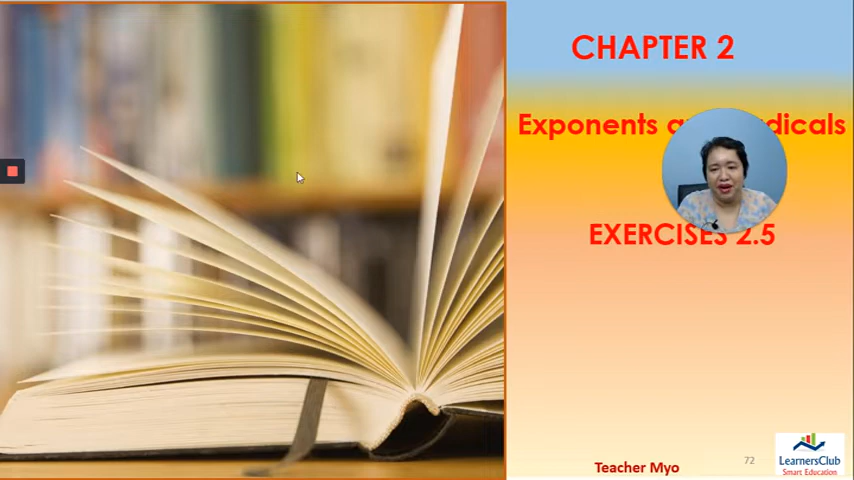 CHAPTER 2
Exponents
EXERCISES 2.5
Teacher Myo
72
LearnersClub
Smart Education